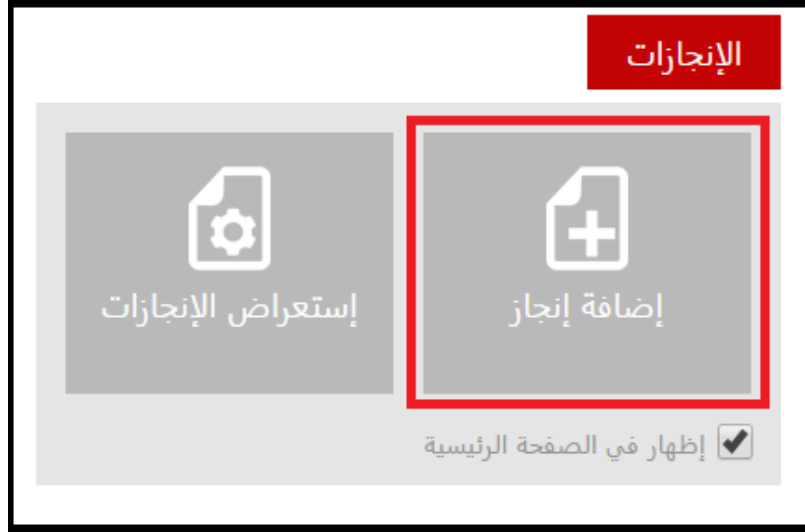 الإنجازات
إضافة إنجاز
إستعراض الإنجازات
إظهار في الصفحة الرئيسية